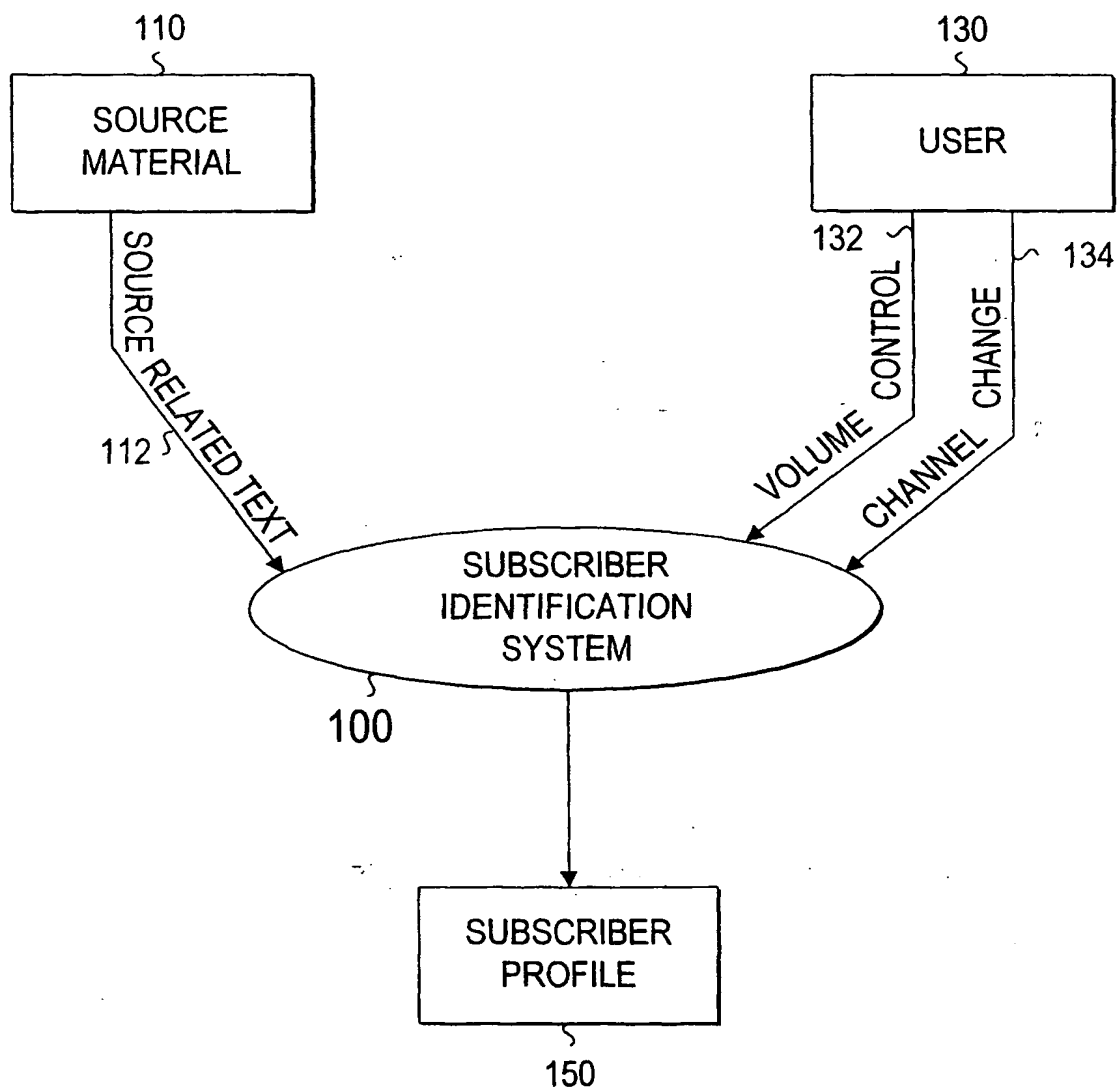 110
SOURCE
MATERIAL
130
USER
132
134
SOURCE RELATED TEXT
112
VOLUME CONTROL
CHANNEL CHANGE
SUBSCRIBER
IDENTIFICATION
SYSTEM
100
SUBSCRIBER
PROFILE
150